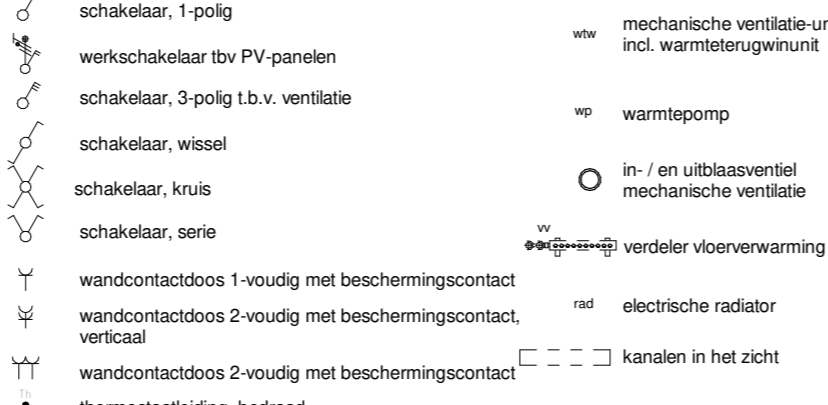 schakelaar, 1-polig
werkschakelaar tbv PV-panelen
schakelaar, 3-polig t.b.v. ventilatie
schakelaar, wissel
schakelaar, kruis
schakelaar, serie
wandcontactdoos 1-voudig met beschermingscontact
wandcontactdoos 2-voudig met beschermingscontact,
verticaal
wandcontactdoos 2-voudig met beschermingscontact
Th
wtw
mechanische
incl. warmteterugwinunit
wp
warmtepomp
in- / en uitblaasventiel
mechanische ventilatie
vv
verdeler vloerverwarming
rad
electrische radiator
kanalen in het zicht